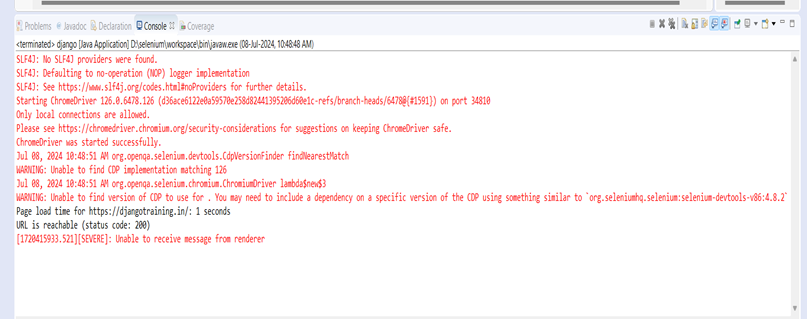 Problems Javadoc Declaration Console Coverage
<terminated> django [Java Application] D:\selenium\workspace\bin\javaw.exe (08-Jul-2024, 10:48:48 AM)
SLF4J: No SLF4J providers were found.
SLF4J: Defaulting to no-operation (NOP) logger implementation
SLF4J: See https://www.slf4j.org/codes.html#noProviders for further details.
Starting ChromeDriver 126.0.6478.126 (d36ace6122e0a59570e258d82441395206d60e1c-refs/branch-heads/6478@{#1591}) on port 34810
Only local connections are allowed.
Please see https://chromedriver.chromium.org/security-considerations for suggestions on keeping ChromeDriver safe.
ChromeDriver was started successfully.
Jul 08, 2024 10:48:51 AM org.openqa.selenium.devtools.CdpVersionFinder findNearestMatch
WARNING: Unable to find CDP implementation matching 126
Jul 08, 2024 10:48:51 AM org.openqa.selenium.chromium.ChromiumDriver lambda$new$3
WARNING: Unable to find version of CDP to use for . You may need to include a dependency on a specific version of the CDP using something similar to `org.seleniumhq.selenium:selenium-devtools-v86:4.8.2`
Page load time for https://djangotraining.in/: 1 seconds
URL is reachable (status code: 200)
[1720415933.521][SEVERE]: Unable to receive message from renderer